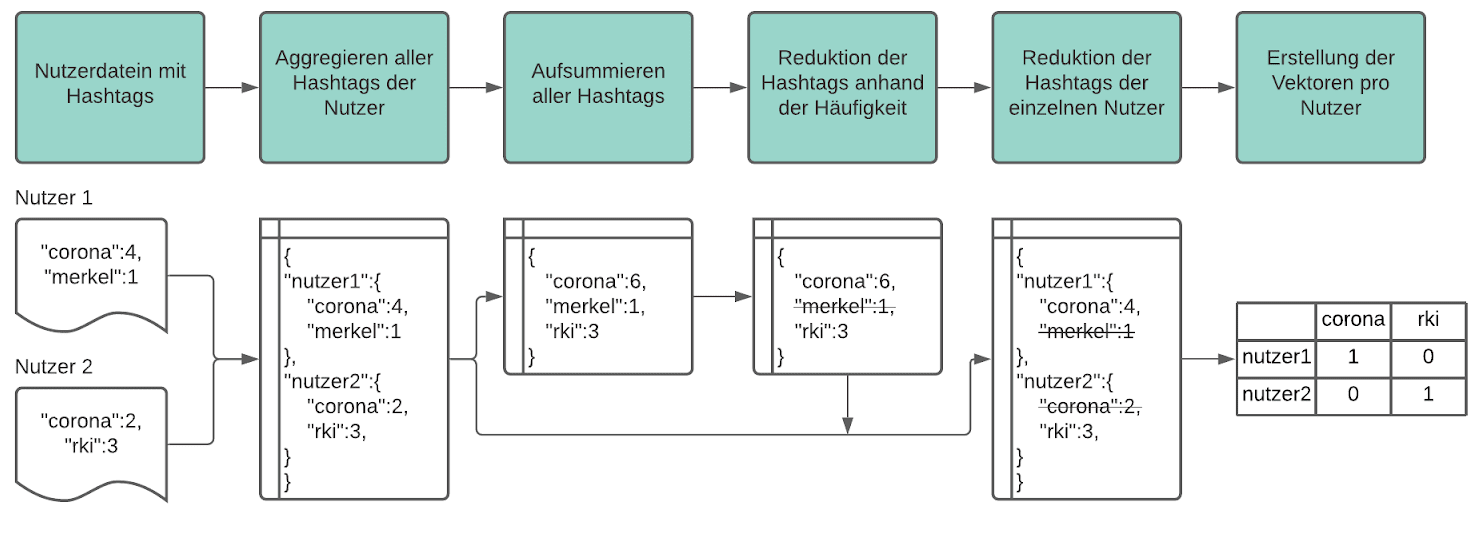 Nutzerdatein mit
Hashtags
Aggregieren aller
Hashtags der
Nutzer
Aufsummieren
aller Hashtags
Reduktion der
Hashtags anhand
der Häufigkeit
Reduktion der
Hashtags der
einzelnen Nutzer
Erstellung der
Vektoren pro
Nutzer
Nutzer 1
"corona":4,
"merkel":1
Nutzer 2
"corona":2,
"rki":3
{
"nutzer1":{
"corona":4,
"merkel":1
},
"nutzer2":{
"corona":2,
"rki":3,
}
}
{
"corona":6,
"merkel":1,
"rki":3
}
{
"corona":6,
"merkel":1,
"rki":3
}
{
"nutzer1":{
"corona":4,
"merkel":1
},
"nutzer2":{
"corona":2,
"rki":3,
}
}
corona rki
nutzer1 1 0
nutzer2 0 1